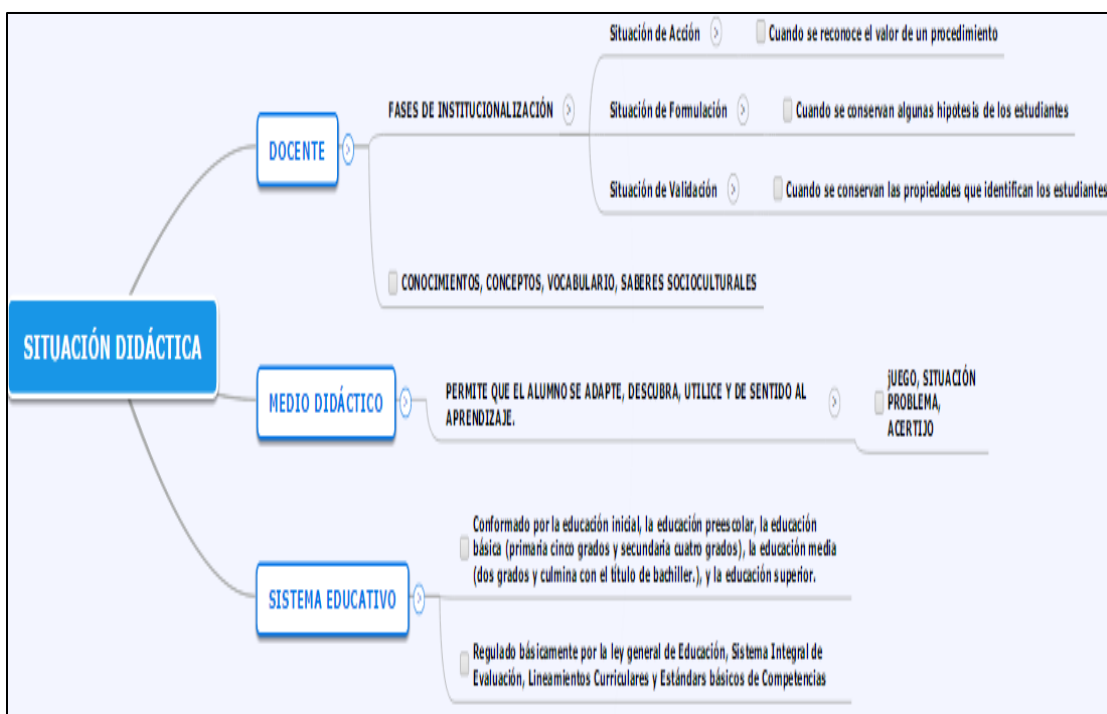 SITUACIÓN DIDÁCTICA
DOCENTE
FASES DE INSTITUCIONALIZACIÓN
Situación de Acción
Cuando se reconoce el valor de un procedimiento
Situación de Formulación
Cuando se conservan algunas hipotesis de los estudiantes
Situación de Validación
Cuando se conservan las propiedades que identifican los estudiantes
CONOCIMIENTOS, CONCEPTOS, VOCABULARIO, SABERES SOCIOCULTURALES
MEDIO DIDÁCTICO
PERMITE QUE EL ALUMNO SE ADAPTE, DESCUBRA, UTILICE Y DE SENTIDO AL
APRENDIZAJE.
jUEGO, SITUACIÓN
PROBLEMA,
ACERTIJO
SISTEMA EDUCATIVO
Conformado por la educación inicial, la educación preescolar, la educación
básica (primaria cinco grados y secundaria cuatro grados), la educación media
(dos grados y culmina con el título de bachiller.), y la educación superior.
Regulado básicamente por la ley general de Educación, Sistema Integral de
Evaluación, Lineamientos Curriculares y Estándars básicos de Competencias